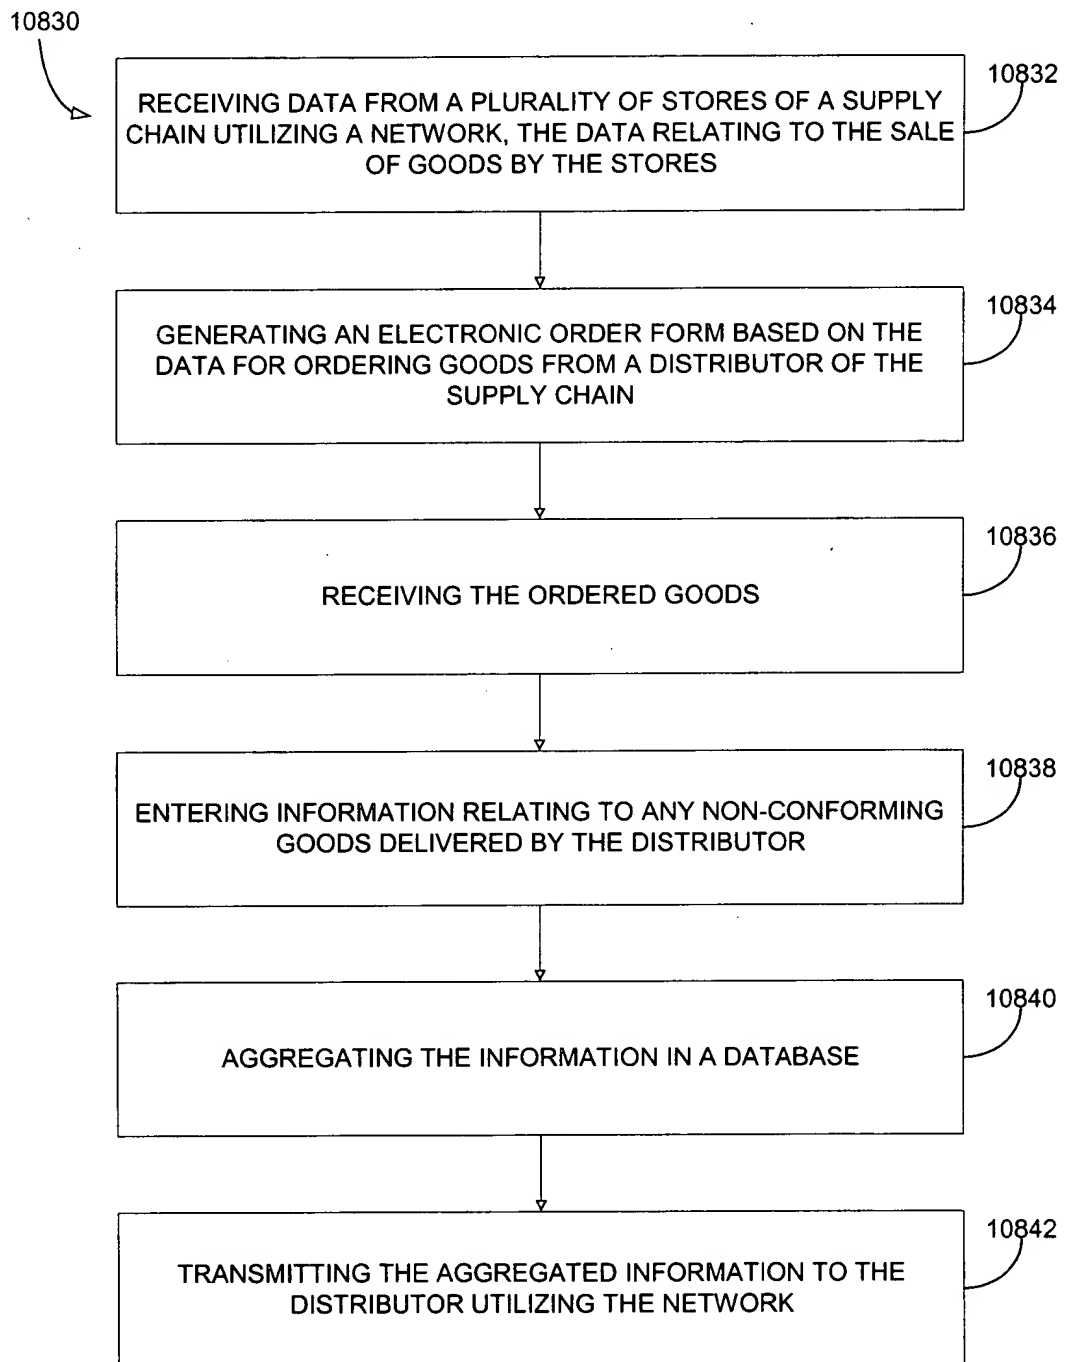 10830
10832
RECEIVING DATA FROM A PLURALITY OF STORES OF A SUPPLY
CHAIN UTILIZING A NETWORK, THE DATA RELATING TO THE SALE
OF GOODS BY THE STORES
10834
GENERATING AN ELECTRONIC ORDER FORM BASED ON THE
DATA FOR ORDERING GOODS FROM A DISTRIBUTOR OF THE
SUPPLY CHAIN
10836
RECEIVING THE ORDERED GOODS
10838
ENTERING INFORMATION RELATING TO ANY NON-CONFORMING
GOODS DELIVERED BY THE DISTRIBUTOR
10840
AGGREGATING THE INFORMATION IN A DATABASE
10842
TRANSMITTING THE AGGREGATED INFORMATION TO THE
DISTRIBUTOR UTILIZING THE NETWORK